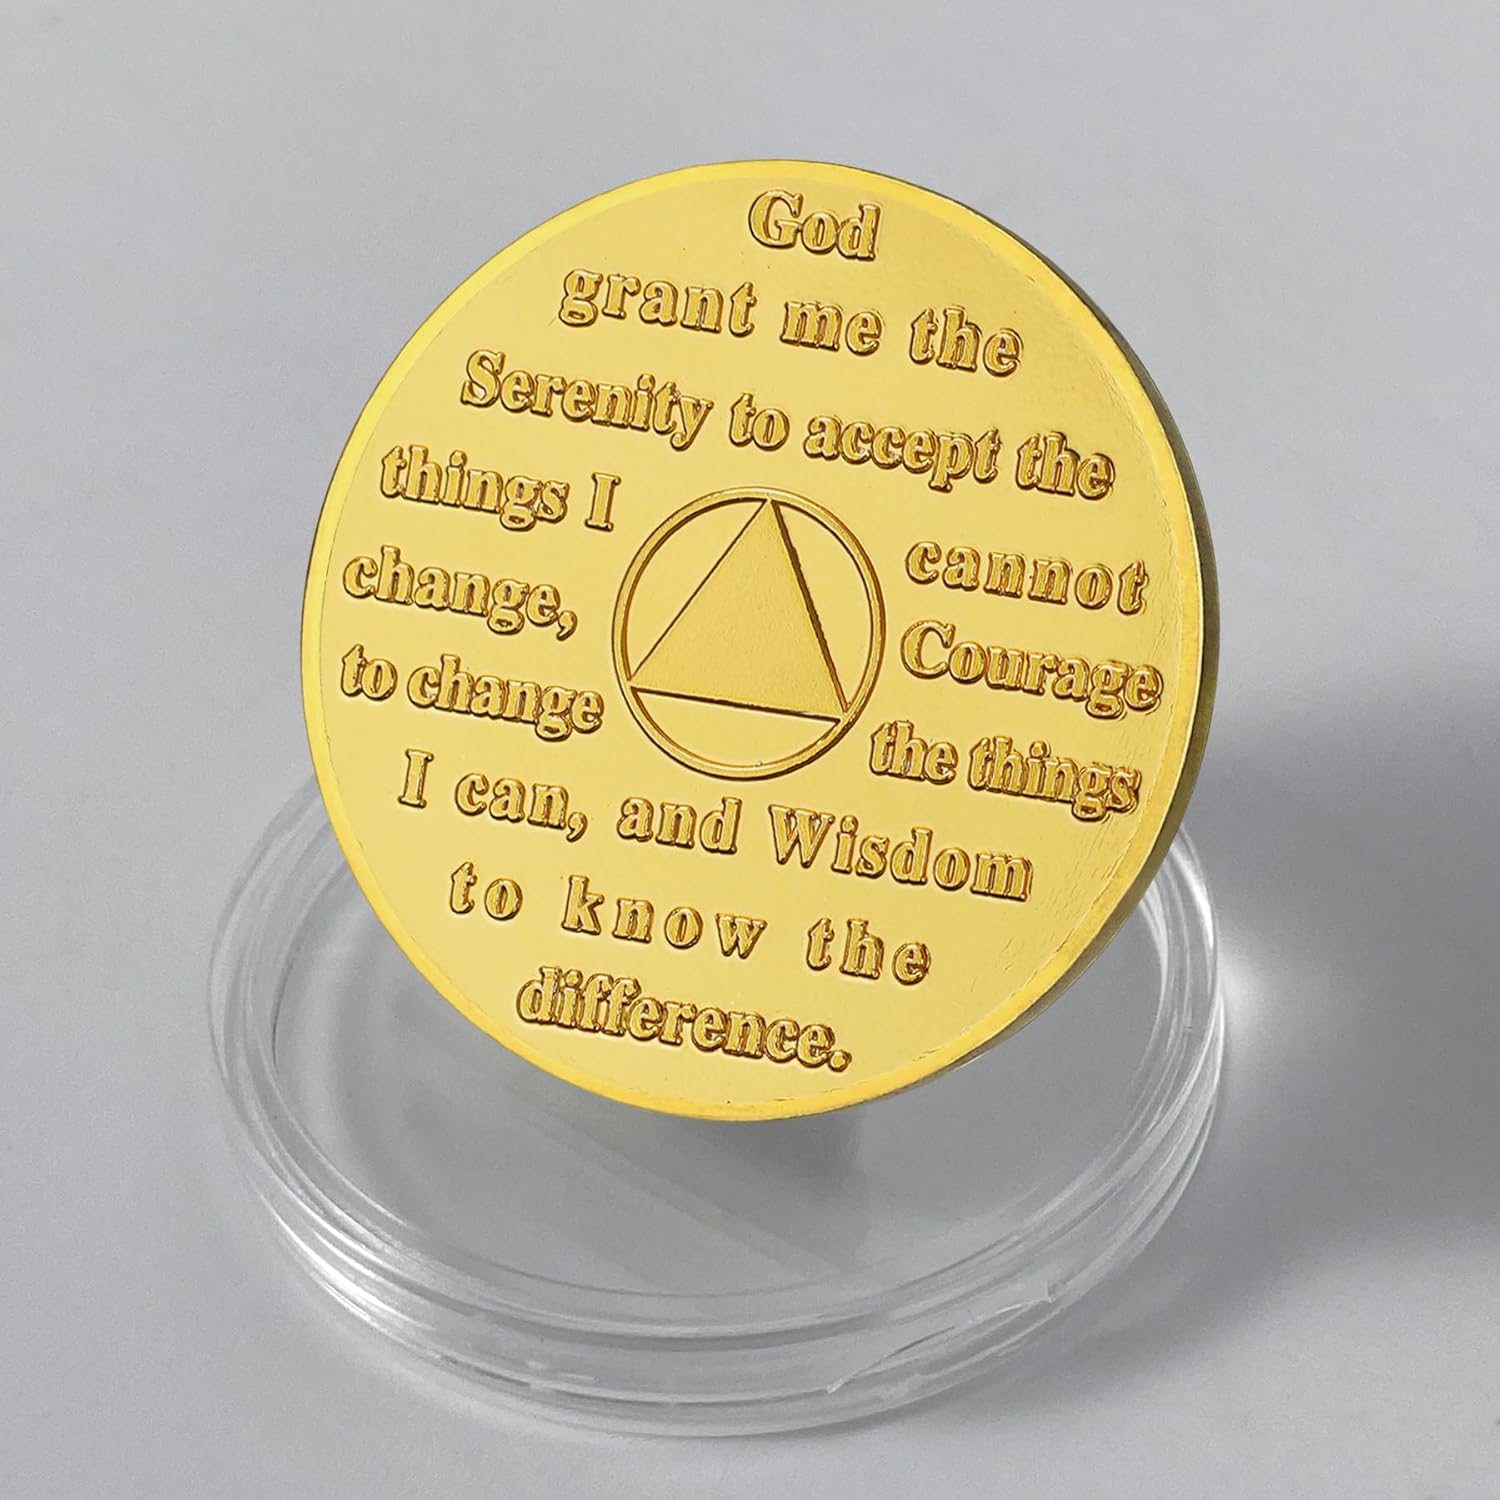 God
grant me the
Serenity to accept the
things I cannot
change, Courage
to change the things
I can, and Wisdom
to know the
difference.